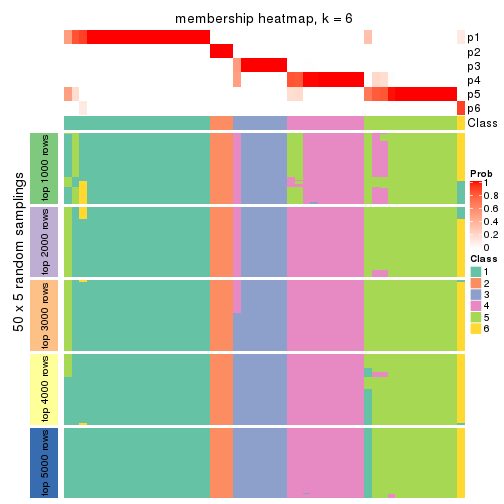 membership heatmap, k = 6
p1
p2
p3
p4
p5
p6
Class
50 x 5 random samplings
top 1000 rows
top 2000 rows
top 3000 rows
top 4000 rows
top 5000 rows
Prob
1
0.8
0.6
0.4
0.2
0
Class
1
2
3
4
5
6